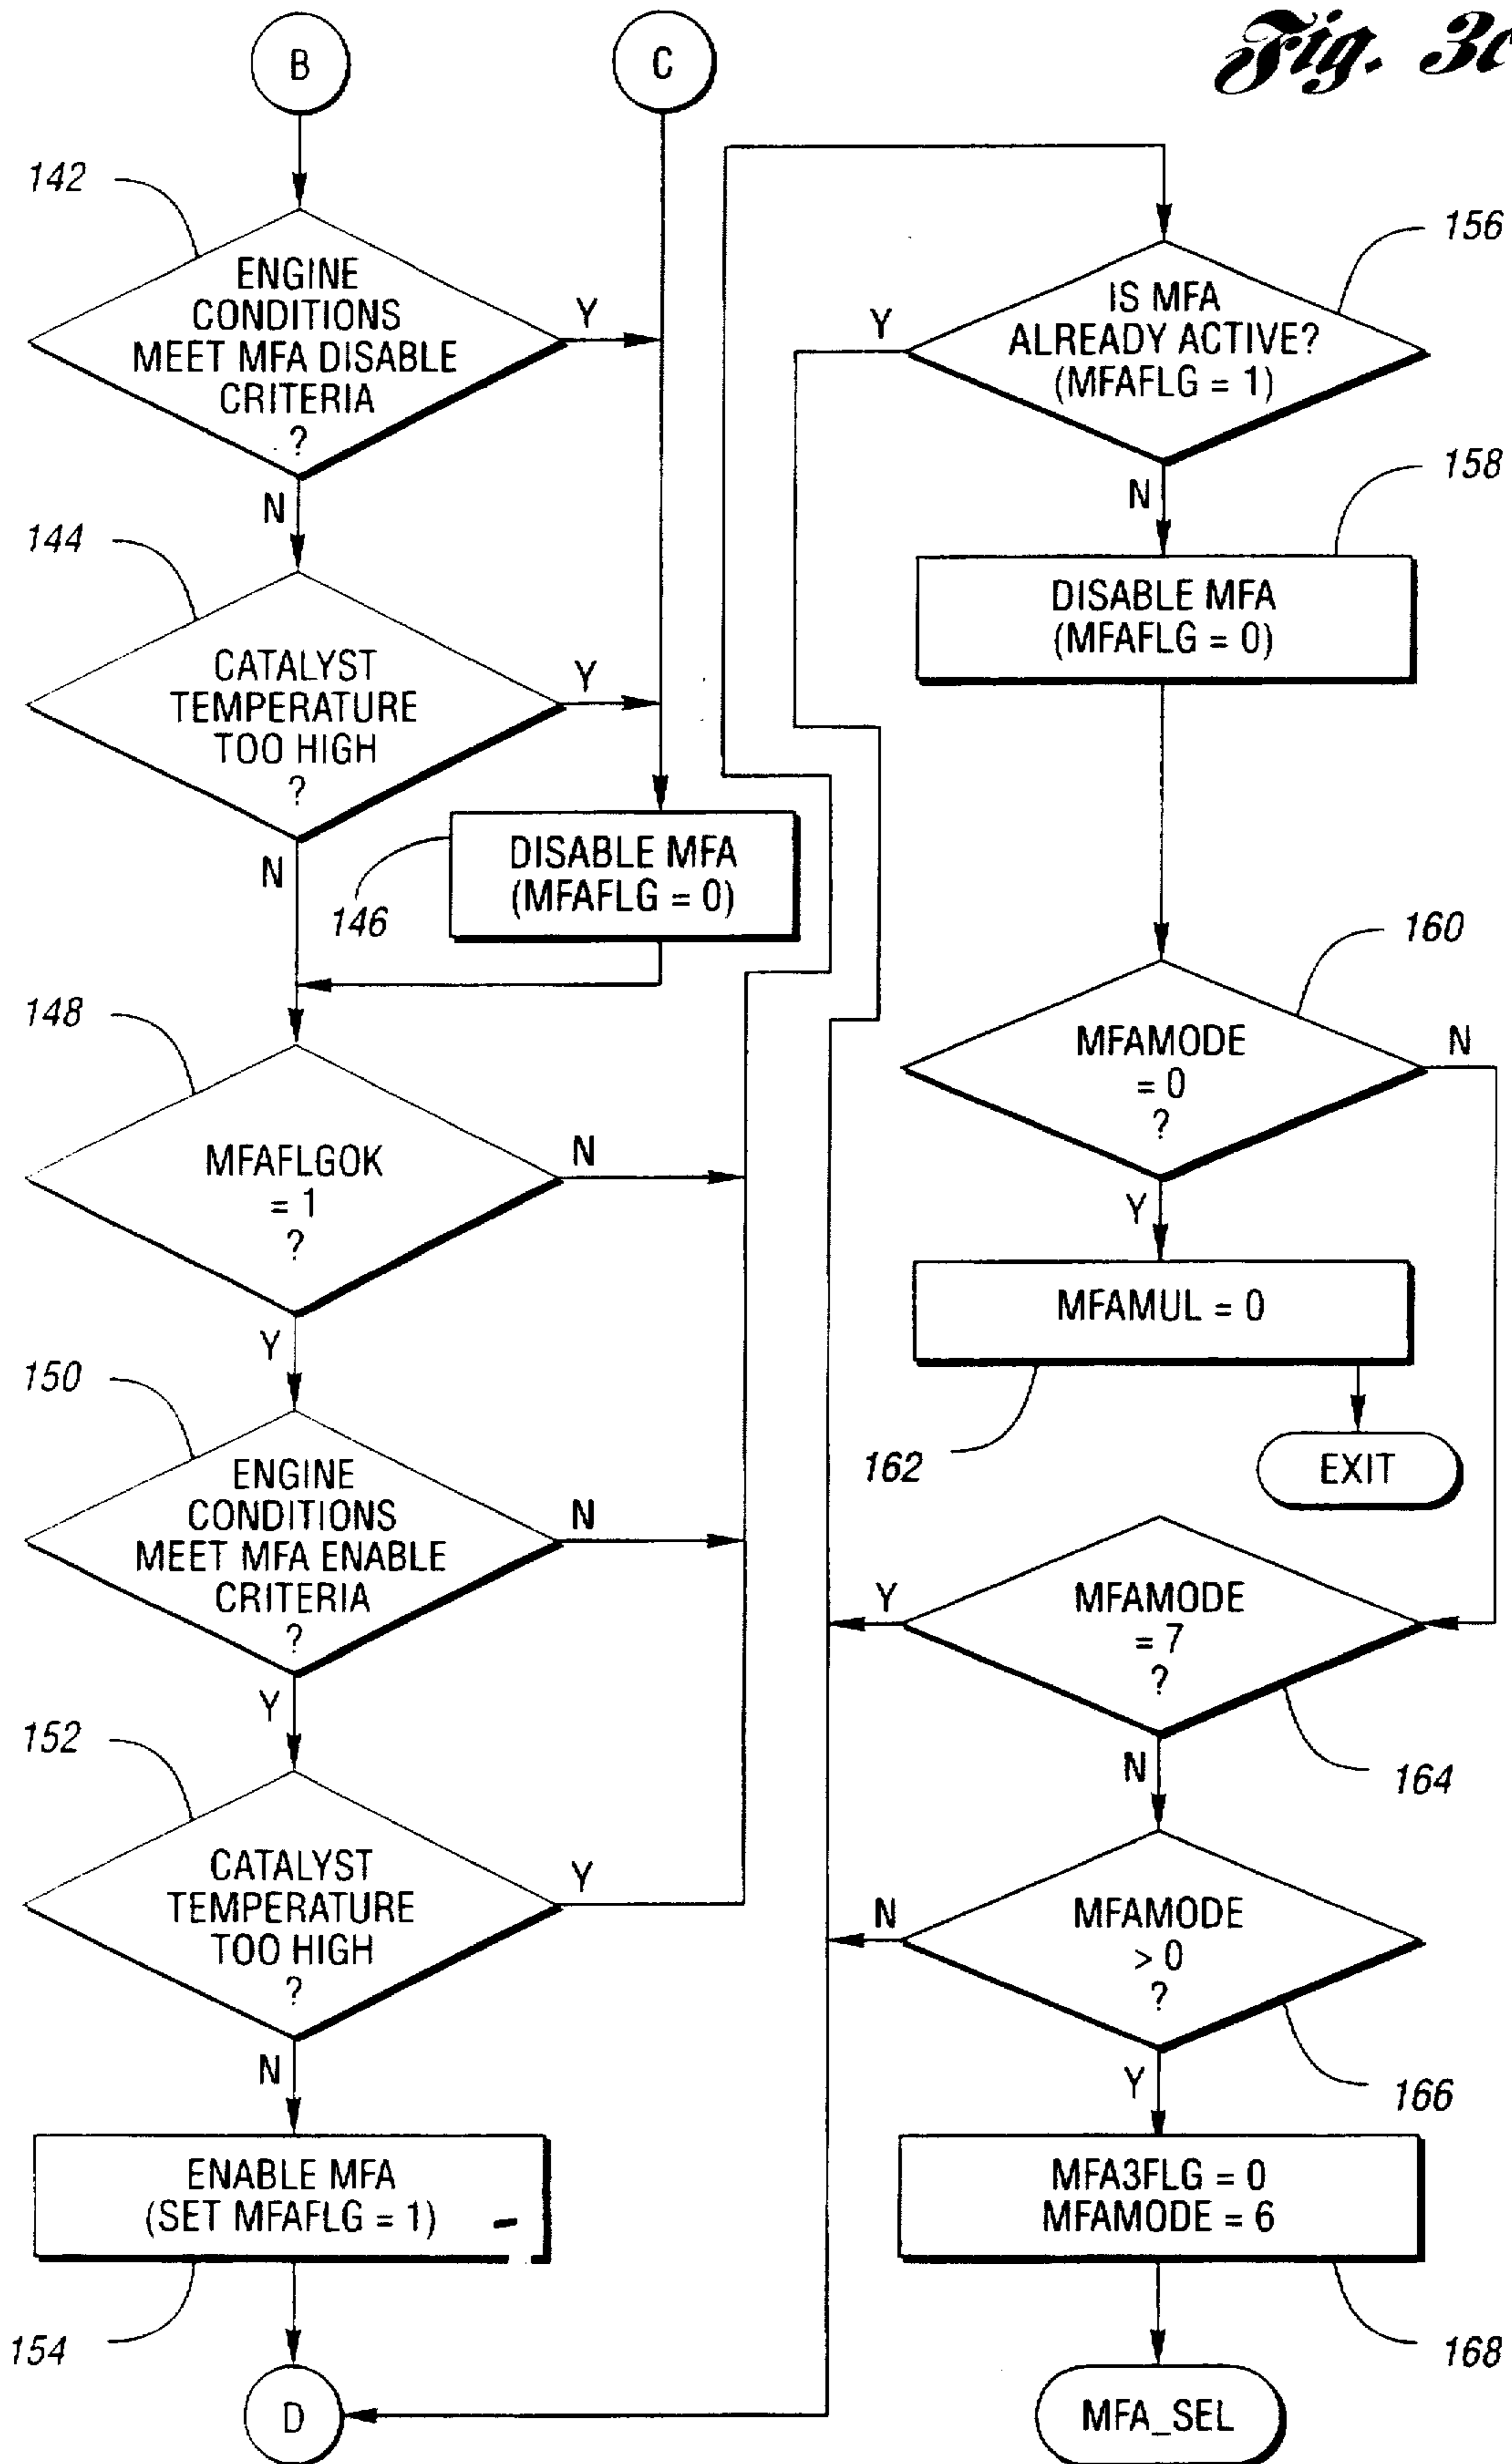 Fig. 3c
B
C
142
ENGINE
CONDITIONS
MEET MFA DISABLE
CRITERIA
?
Y
N
144
CATALYST
TEMPERATURE
TOO HIGH
?
Y
N
DISABLE MFA
(MFAFLG = 0)
146
148
MFAFLGOK
= 1
?
N
Y
150
ENGINE
CONDITIONS
MEET MFA ENABLE
CRITERIA
?
N
Y
152
CATALYST
TEMPERATURE
TOO HIGH
?
Y
N
ENABLE MFA
(SET MFAFLG = 1)
154
D
156
IS MFA
ALREADY ACTIVE?
(MFAFLG = 1)
Y
N
158
DISABLE MFA
(MFAFLG = 0)
160
MFAMODE
= 0
?
N
Y
MFAMUL = 0
162
EXIT
MFAMODE
= 7
?
Y
N
164
MFAMODE
> 0
?
N
Y
166
MFA3FLG = 0
MFAMODE = 6
168
MFA_SEL